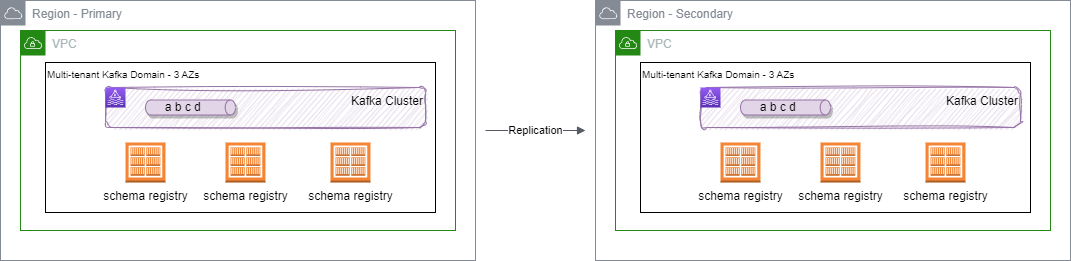 Region - Primary
VPC
Multi-tenant Kafka Domain - 3 AZs
a b c d
Kafka Cluster
schema registry
schema registry
schema registry
Replication
Region - Secondary
VPC
Multi-tenant Kafka Domain - 3 AZs
a b c d
Kafka Cluster
schema registry
schema registry
schema registry